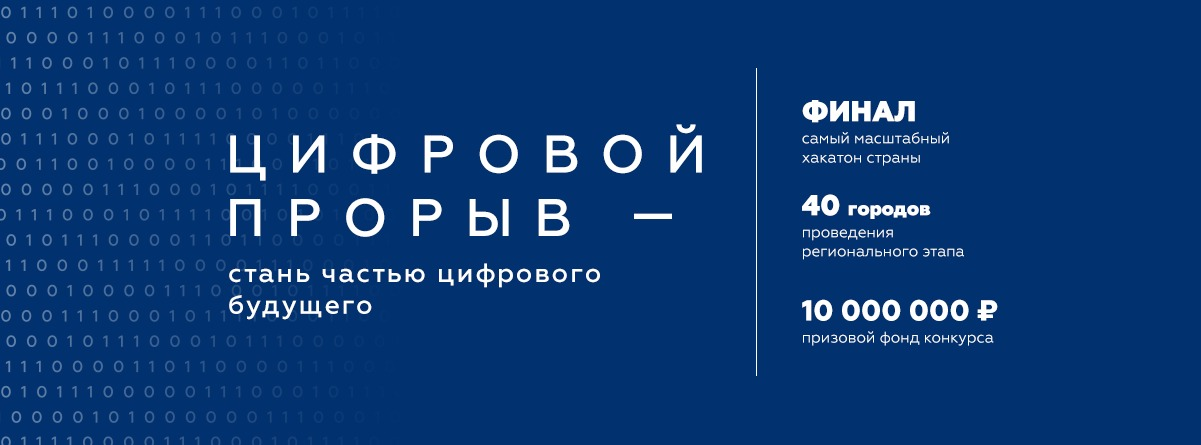 ЦИФРОВОЙ
ПРОРЫВ —
стань частью цифрового
будущего
ФИНАЛ
самый масштабный
хакатон страны
40 городов
проведения
регионального этапа
10 000 000 ₽
призовой фонд конкурса